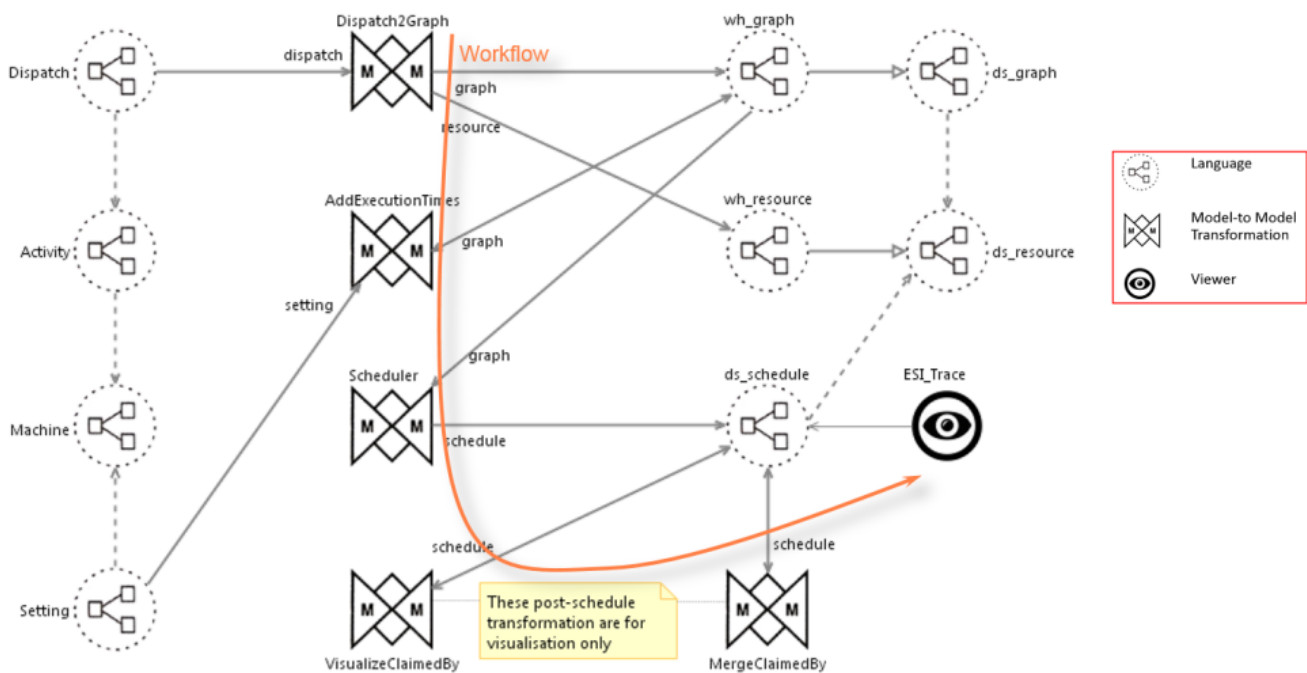 Dispatch2Graph
wh_graph
Workflow
dispatch
Dispatch
M M
ds_graph
graph
resource
Language
AddExecutionTimes
wh_resource
Model-to Model
Transformation
M M
Activity
M M
graph
ds_resource
Viewer
setting
graph
Scheduler
ds_schedule
ESI_Trace
Machine
M M
schedule
schedule
schedule
Setting
M M
These post-schedule
transformation are for
visualisation only
M M
VisualizeClaimedBy
MergeClaimedBy